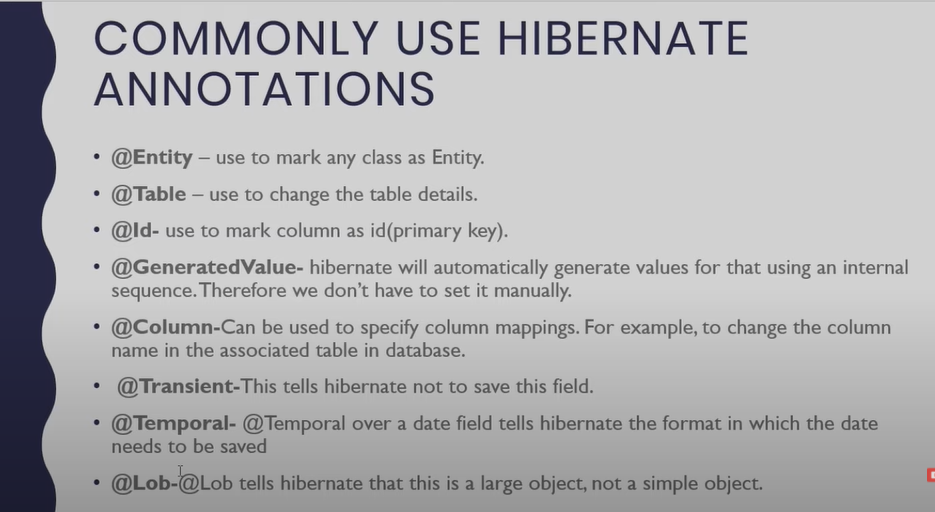 COMMONLY USE HIBERNATE
ANNOTATIONS
• @Entity – use to mark any class as Entity.
• @Table – use to change the table details.
• @Id- use to mark column as id(primary key).
• @GeneratedValue- hibernate will automatically generate values for that using an internal
sequence. Therefore we don’t have to set it manually.
• @Column-Can be used to specify column mappings. For example, to change the column
name in the associated table in database.
• @Transient-This tells hibernate not to save this field.
• @Temporal- @Temporal over a date field tells hibernate the format in which the date
needs to be saved
• @Lob-@Lob tells hibernate that this is a large object, not a simple object.